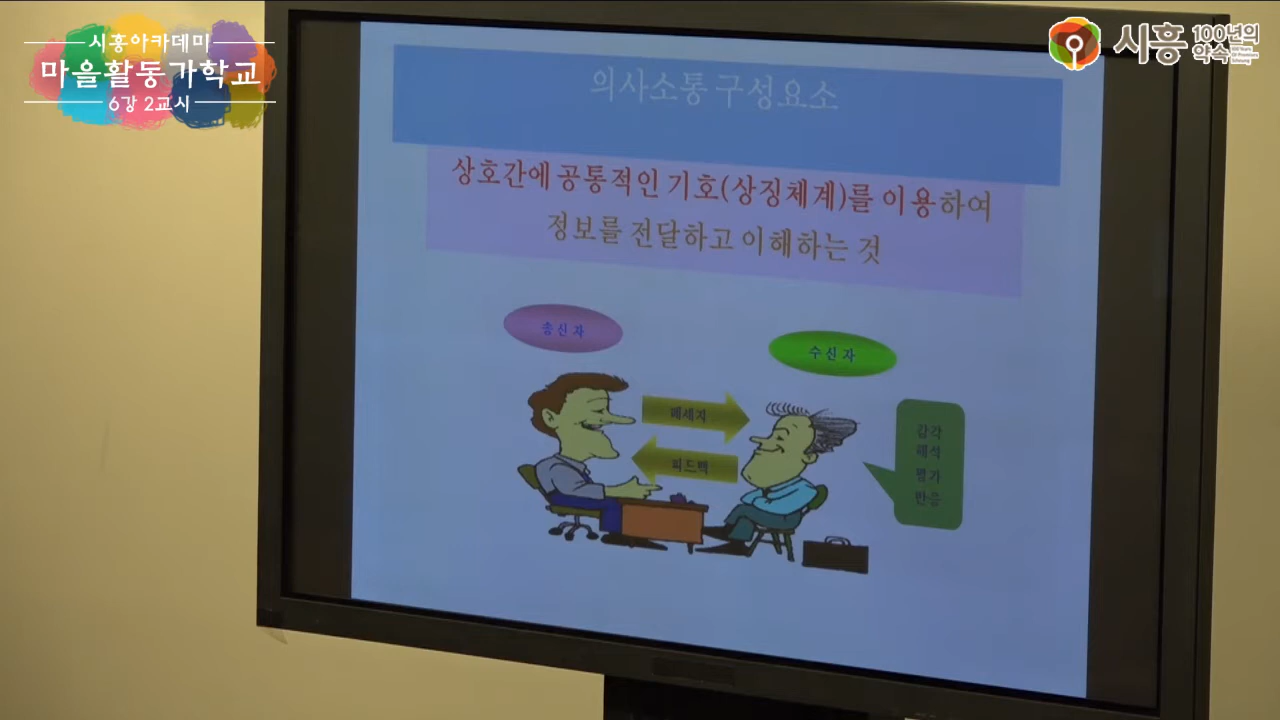 시흥아카데미
마을활동가학교
6강 2교시
시흥 100년의 약속
의사소통 구성요소
상호간에 공통적인 기호(상징체계)를 이용하여
정보를 전달하고 이해하는 것
송신자
수신자
메세지
피드백
감각
해석
평가
반응